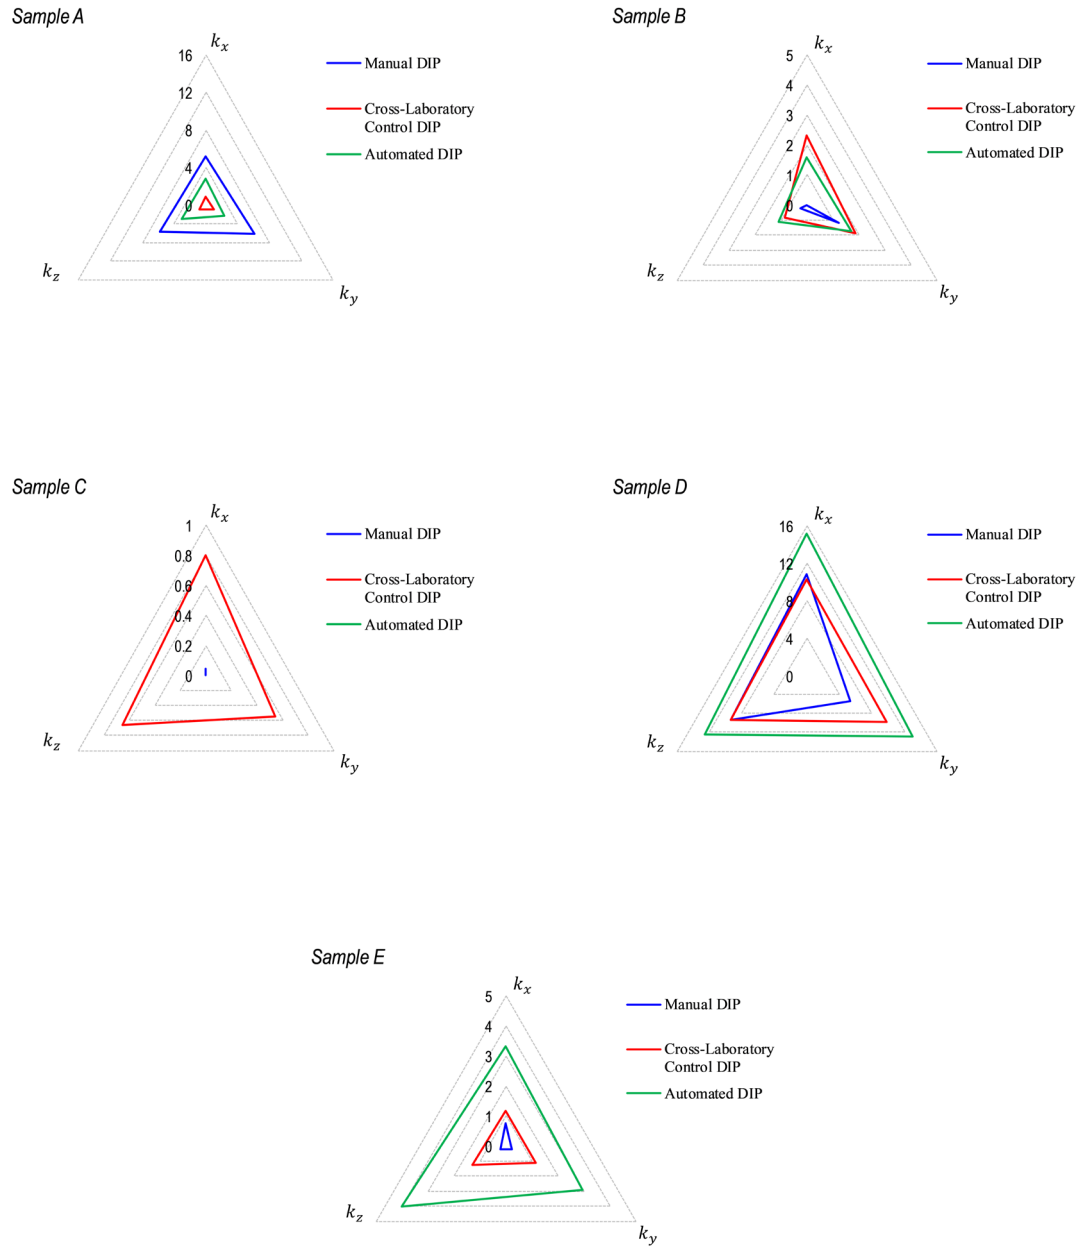 Sample A
k_x
16
12
8
4
0
k_z
k_y
Manual DIP
Cross-Laboratory
Control DIP
Automated DIP
Sample B
k_x
5
4
3
2
1
0
k_z
k_y
Manual DIP
Cross-Laboratory
Control DIP
Automated DIP
Sample C
k_x
1
0.8
0.6
0.4
0.2
0
k_z
k_y
Manual DIP
Cross-Laboratory
Control DIP
Automated DIP
Sample D
k_x
16
12
8
4
0
k_z
k_y
Manual DIP
Cross-Laboratory
Control DIP
Automated DIP
Sample E
k_x
5
4
3
2
1
0
k_z
k_y
Manual DIP
Cross-Laboratory
Control DIP
Automated DIP